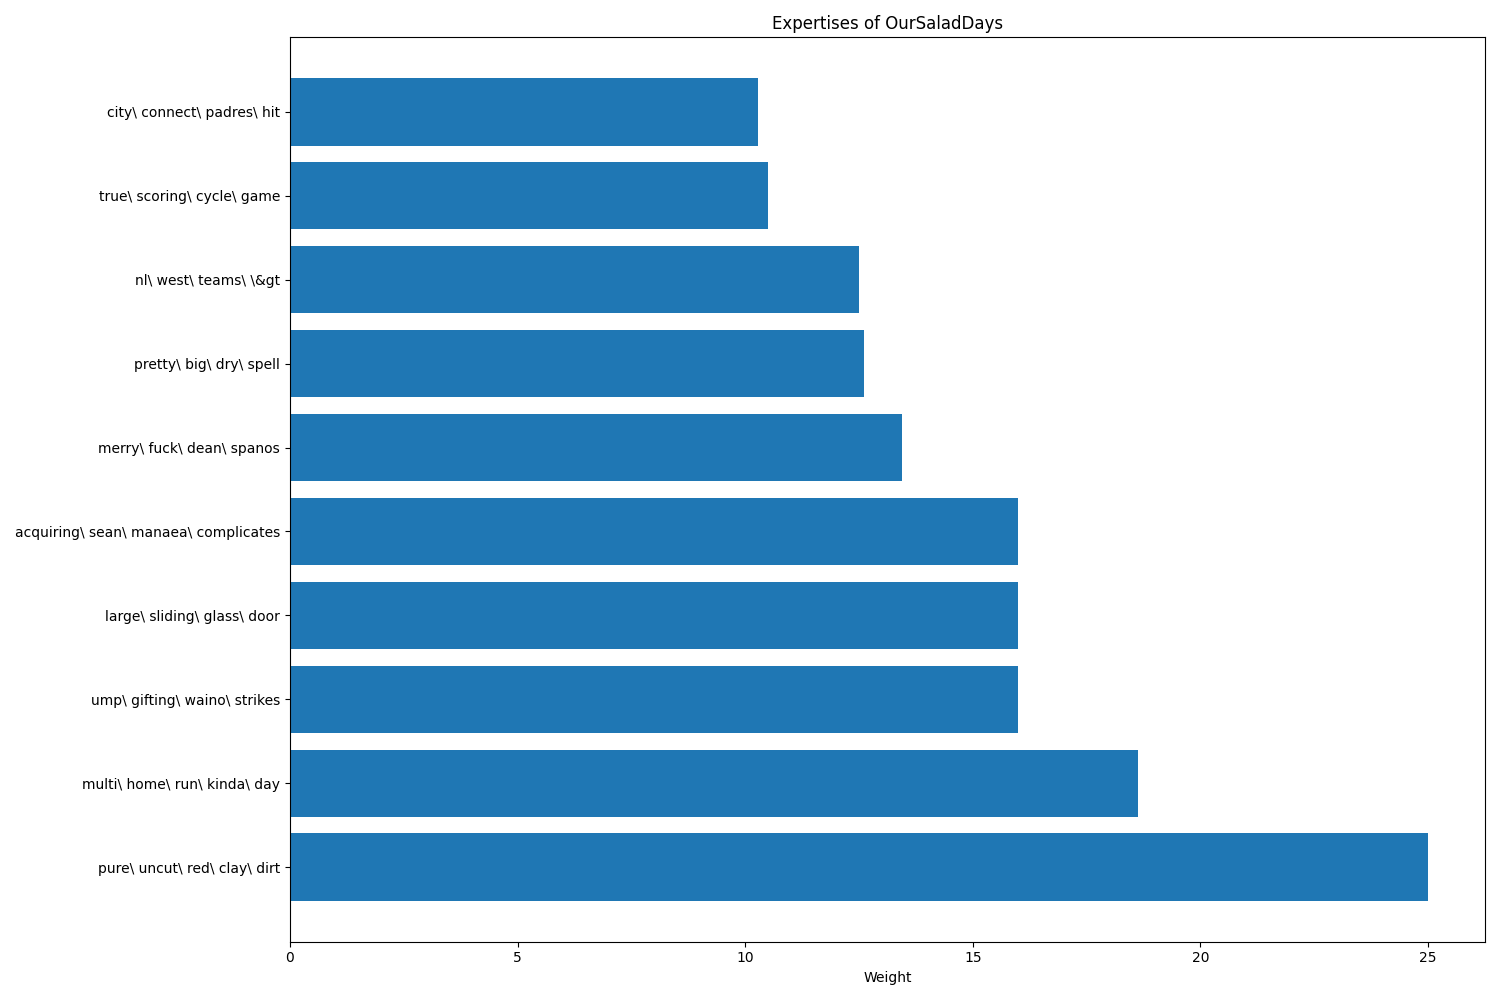 Expertises of OurSaladDays
city\ connect\ padres\ hit
true\ scoring\ cycle\ game
nl\ west\ teams\ \&gt
pretty\ big\ dry\ spell
merry\ fuck\ dean\ spanos
acquiring\ sean\ manaea\ complicates
large\ sliding\ glass\ door
ump\ gifting\ waino\ strikes
multi\ home\ run\ kinda\ day
pure\ uncut\ red\ clay\ dirt
0 5 10 15 20 25
Weight